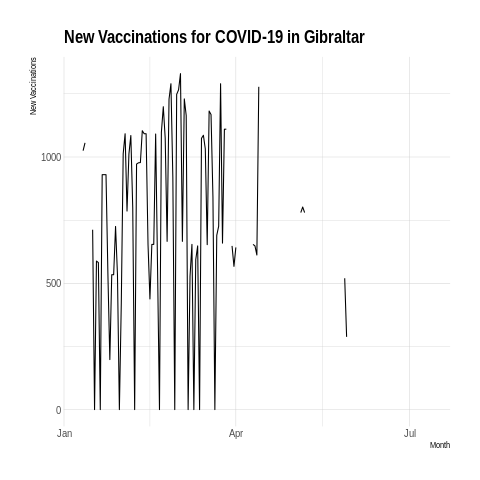 New Vaccinations for COVID-19 in Gibraltar
New Vaccinations
1000
500
0
Jan
Apr
Jul
Month